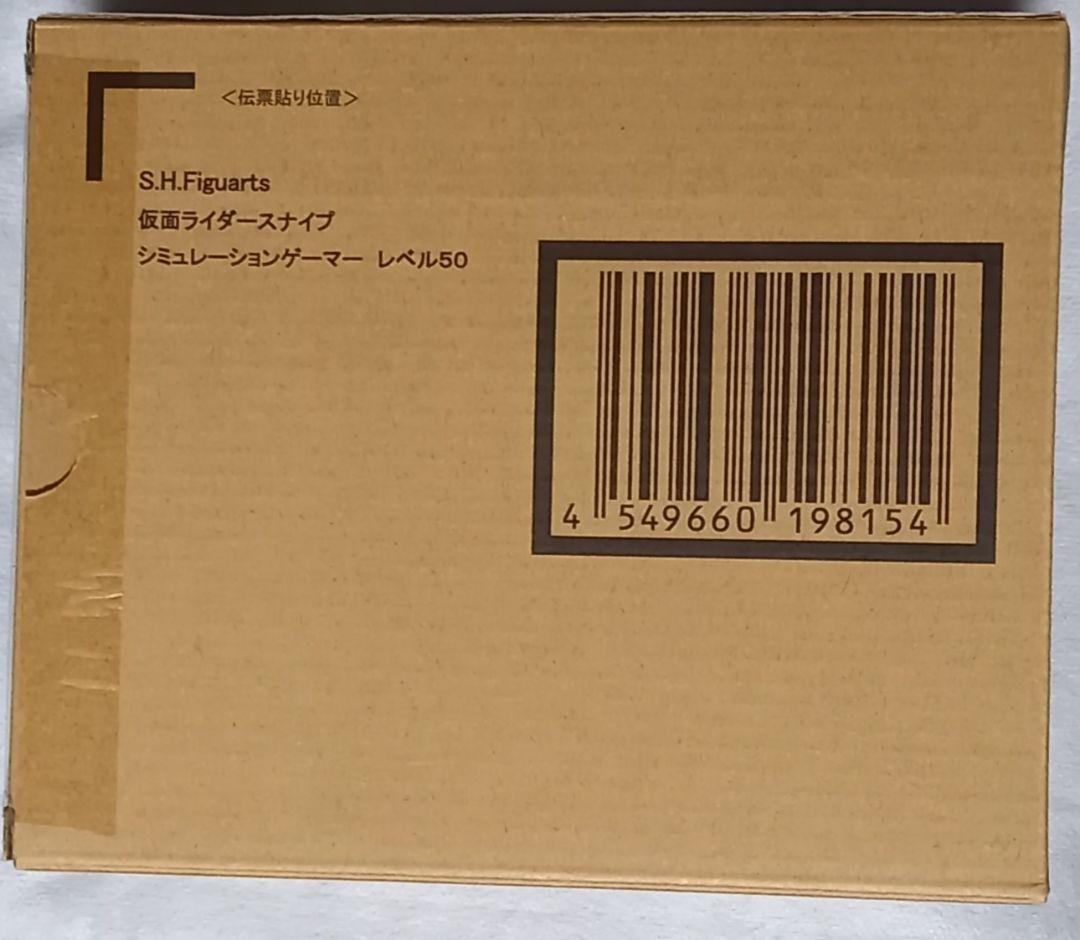 <伝票貼り位置>
S.H.Figuarts
仮面ライダースナイプ
シミュレーションゲーマー レベル50
4 549660 198154